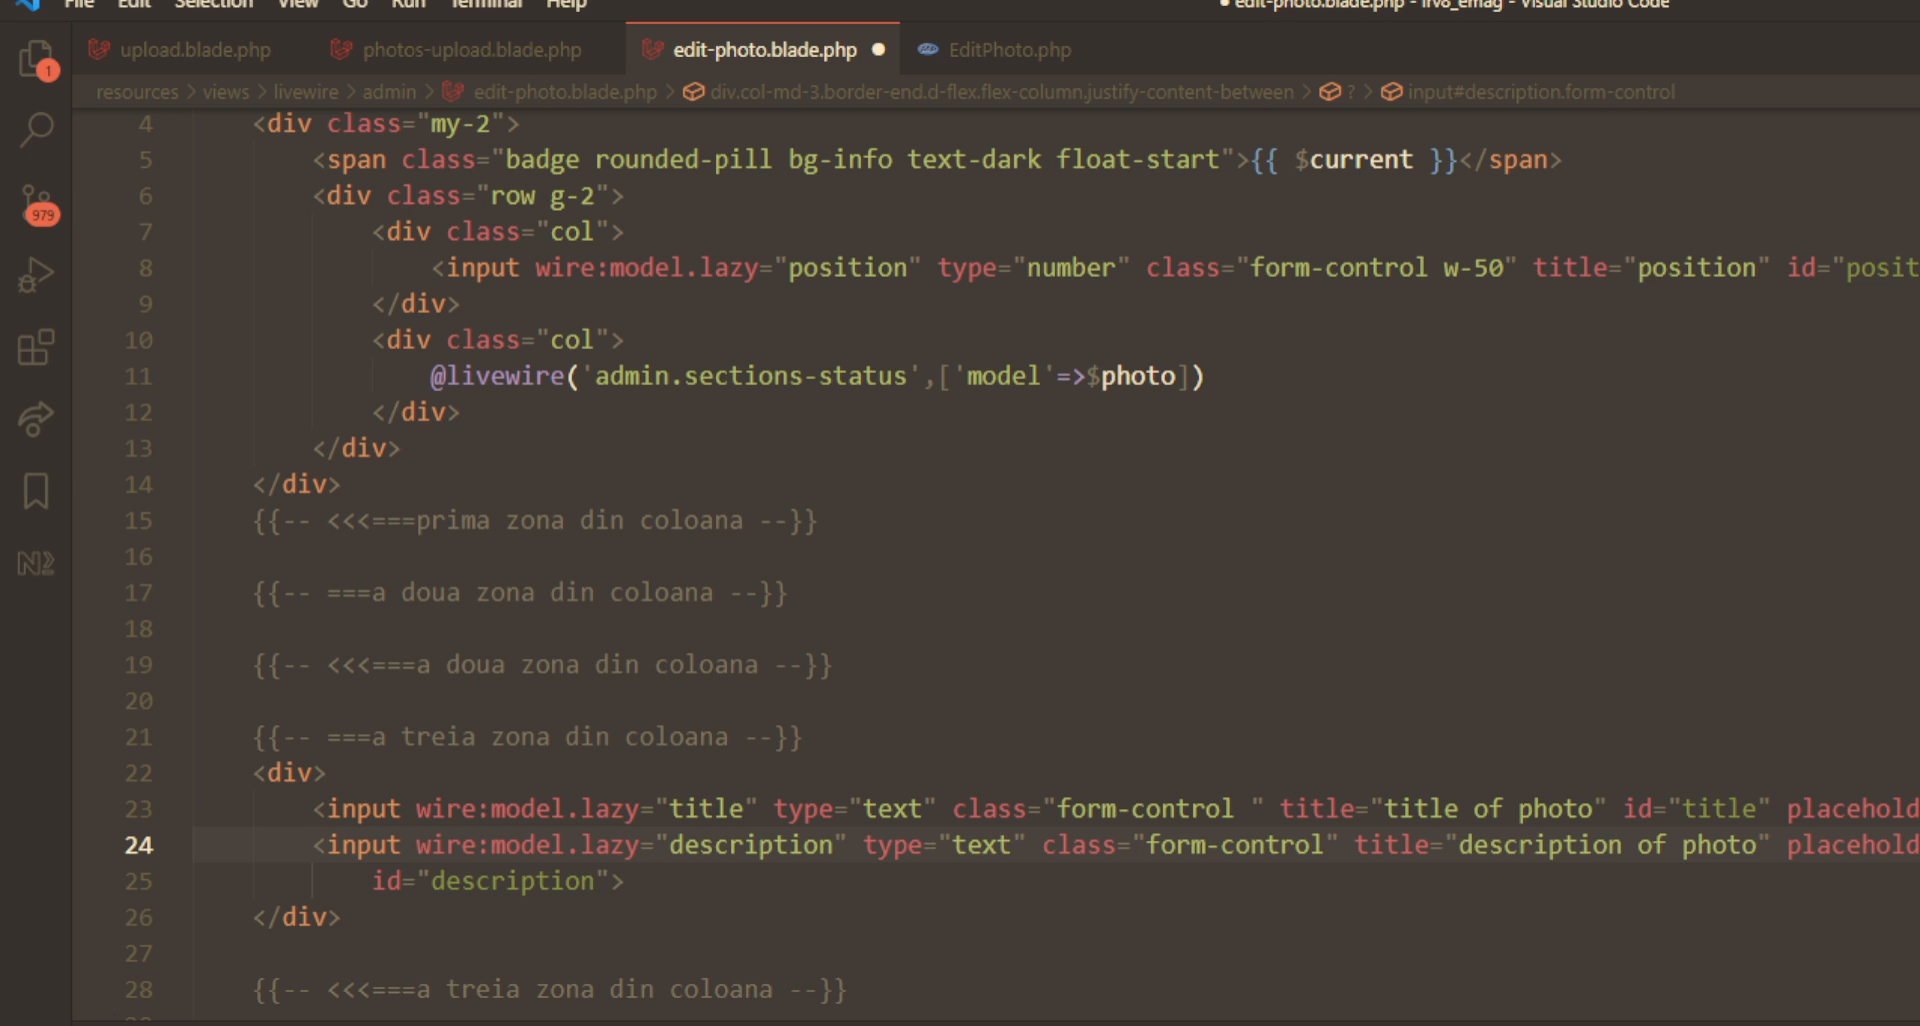 File Edit Selection View Go Run Terminal Help
● edit-photo.blade.php - lrv8_emag - Visual Studio Code
upload.blade.php photos-upload.blade.php edit-photo.blade.php ● EditPhoto.php
resources > views > livewire > admin > edit-photo.blade.php > div.col-md-3.border-end.d-flex.flex-column.justify-content-between > ? > input#description.form-control
1
979
4 <div class="my-2">
5 <span class="badge rounded-pill bg-info text-dark float-start">{{ $current }}</span>
6 <div class="row g-2">
7 <div class="col">
8 <input wire:model.lazy="position" type="number" class="form-control w-50" title="position" id="posit
9 </div>
10 <div class="col">
11 @livewire('admin.sections-status',['model'=>$photo])
12 </div>
13 </div>
14 </div>
15 {{-- <<<===prima zona din coloana --}}
16
17 {{-- ===a doua zona din coloana --}}
18
19 {{-- <<<===a doua zona din coloana --}}
20
21 {{-- ===a treia zona din coloana --}}
22 <div>
23 <input wire:model.lazy="title" type="text" class="form-control " title="title of photo" id="title" placehold
24 <input wire:model.lazy="description" type="text" class="form-control" title="description of photo" placehold
25 id="description">
26 </div>
27
28 {{-- <<<===a treia zona din coloana --}}